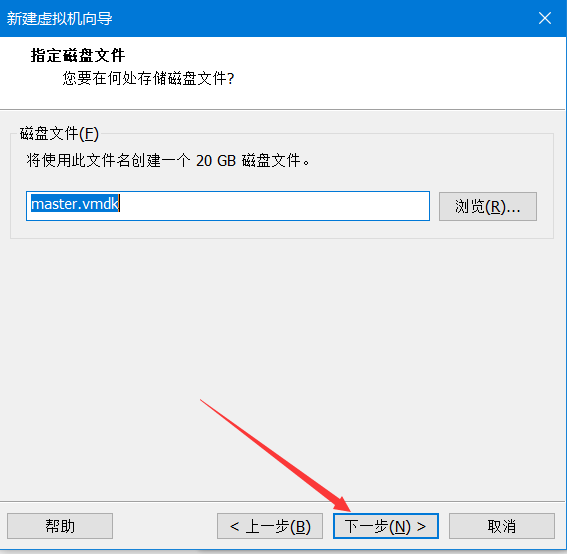 新建虚拟机向导
指定磁盘文件
您要在何处存储磁盘文件?
磁盘文件(F)
将使用此文件名创建一个 20 GB 磁盘文件。
master.vmdk
浏览(R)...
帮助
< 上一步(B)
下一步(N) >
取消